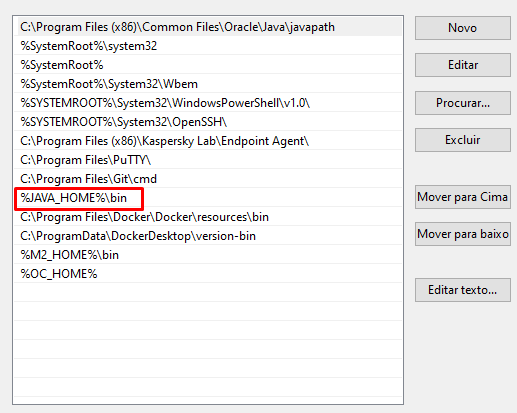 C:\Program Files (x86)\Common Files\Oracle\Java\javapath
%SystemRoot%\system32
%SystemRoot%
%SystemRoot%\System32\Wbem
%SYSTEMROOT%\System32\WindowsPowerShell\v1.0\
%SYSTEMROOT%\System32\OpenSSH\
C:\Program Files (x86)\Kaspersky Lab\Endpoint Agent\
C:\Program Files\PuTTY\
C:\Program Files\Git\cmd
%JAVA_HOME%\bin
C:\Program Files\Docker\Docker\resources\bin
C:\ProgramData\DockerDesktop\version-bin
%M2_HOME%\bin
%OC_HOME%
Novo
Editar
Procurar...
Excluir
Mover para Cima
Mover para baixo
Editar texto...